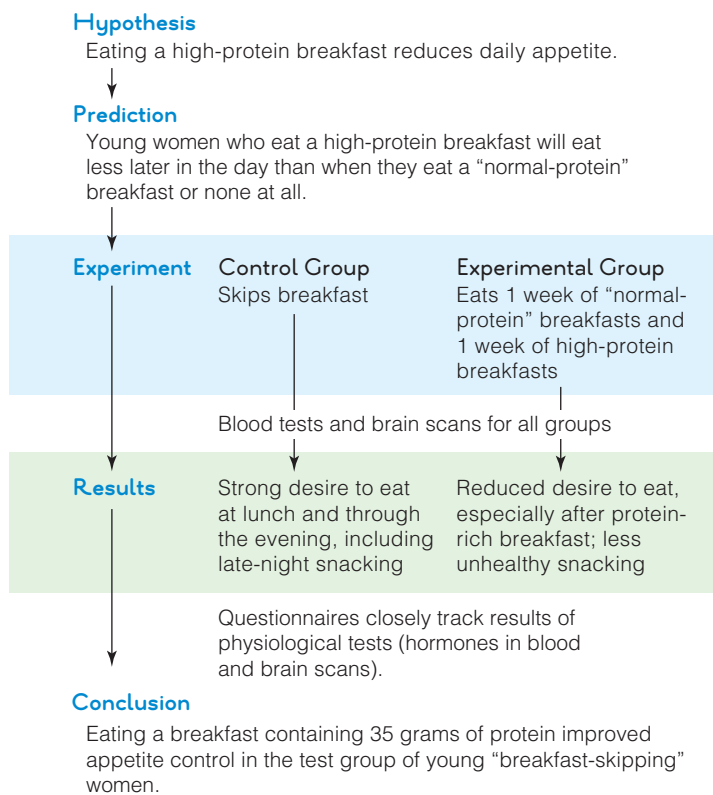 Hypothesis
Eating a high-protein breakfast reduces daily appetite.
Prediction
Young women who eat a high-protein breakfast will eat
less later in the day than when they eat a “normal-protein”
breakfast or none at all.
Experiment
Control Group
Skips breakfast
Experimental Group
Eats 1 week of “normal-
protein” breakfasts and
1 week of high-protein
breakfasts
Blood tests and brain scans for all groups
Results
Strong desire to eat
at lunch and through
the evening, including
late-night snacking
Reduced desire to eat,
especially after protein-
rich breakfast; less
unhealthy snacking
Questionnaires closely track results of
physiological tests (hormones in blood
and brain scans).
Conclusion
Eating a breakfast containing 35 grams of protein improved
appetite control in the test group of young “breakfast-skipping”
women.